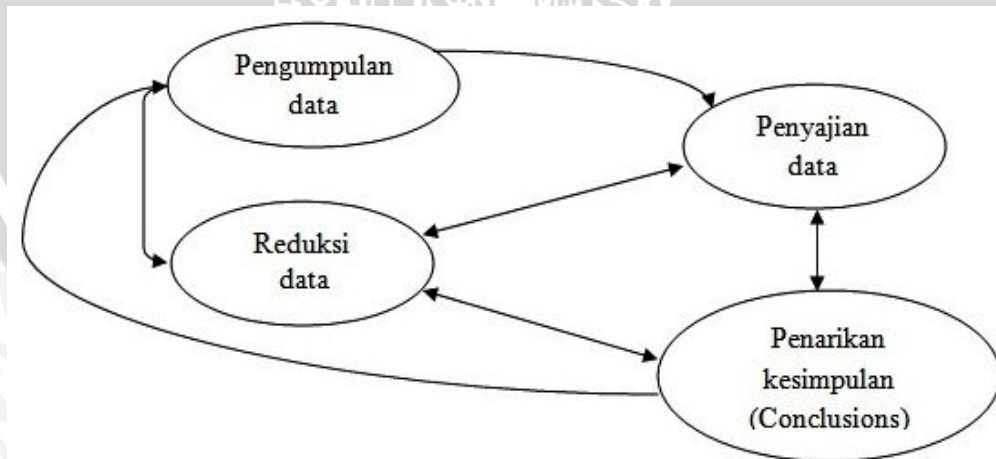 Pengumpulan
data
Penyajian
data
Reduksi
data
Penarikan
kesimpulan
(Conclusions)